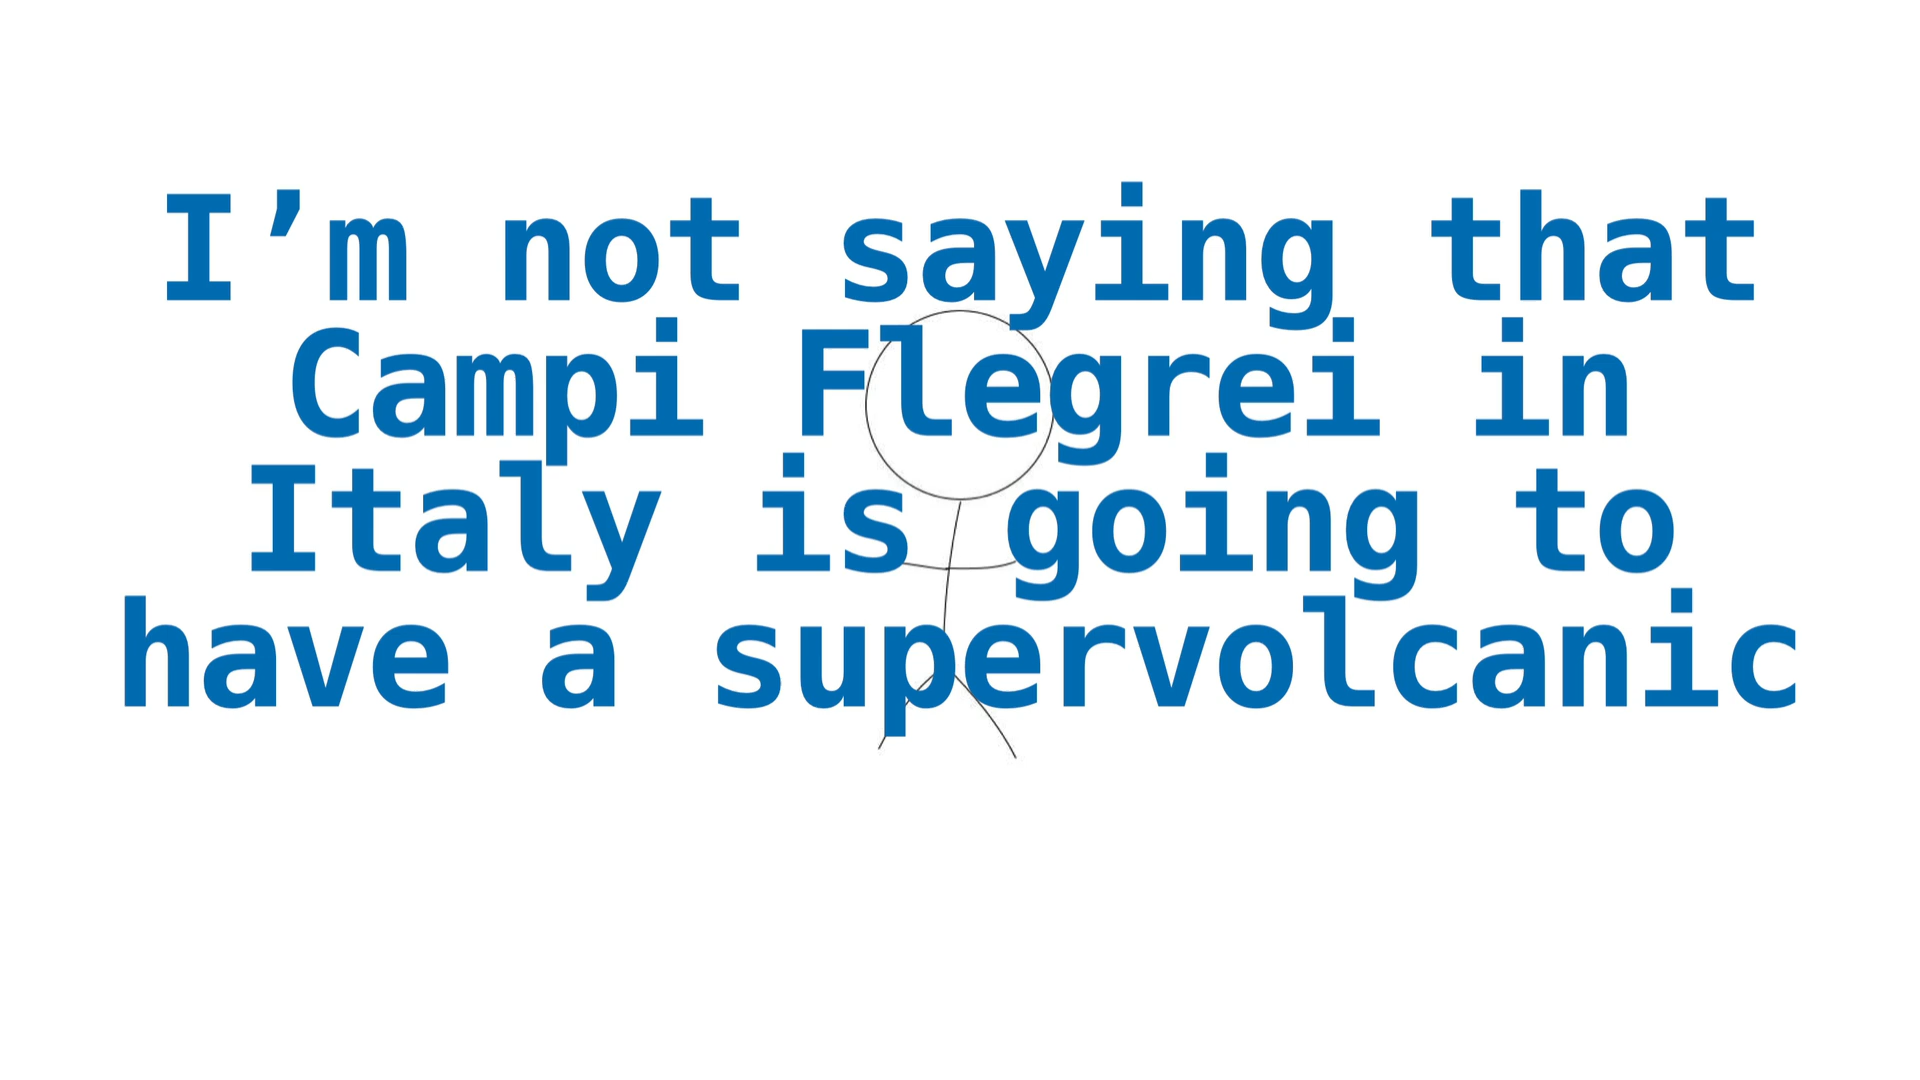 I’m not saying that
Campi Flegrei in
Italy is going to
have a supervolcanic